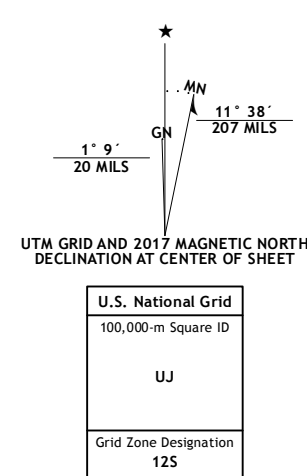 ★
MN
GN
11° 38´
207 MILS
1° 9´
20 MILS
UTM GRID AND 2017 MAGNETIC NORTH
DECLINATION AT CENTER OF SHEET
U.S. National Grid
100,000-m Square ID
UJ
Grid Zone Designation
12S